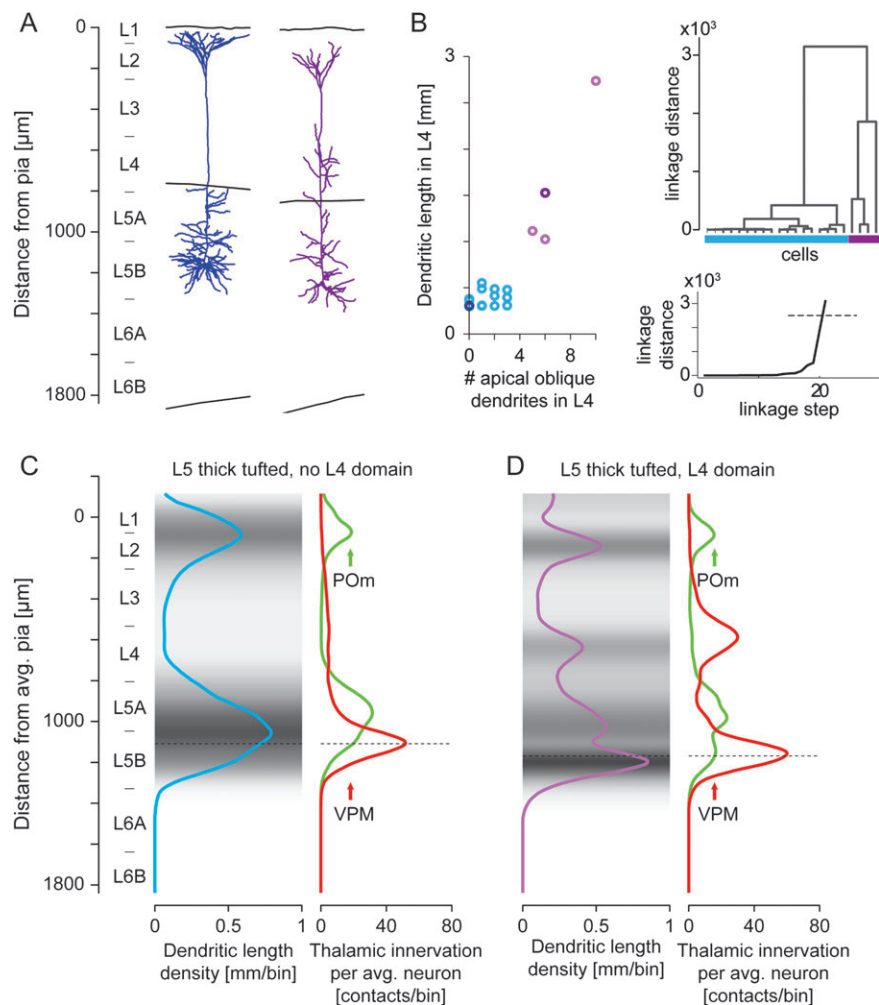 A
0
1000
1800
Distance from pia [µm]
L1
L2
L3
L4
L5A
L5B
L6A
L6B
B
3
0
Dendritic length in L4 [mm]
0
4
8
# apical oblique
dendrites in L4
x10³
3
0
linkage distance
cells
x10³
3
0
linkage
distance
20
linkage step
C
L5 thick tufted, no L4 domain
0
1000
1800
Distance from avg. pia [µm]
L1
L2
L3
L4
L5A
L5B
L6A
L6B
POm
VPM
0
0.5
1
Dendritic length
density [mm/bin]
0
40
80
Thalamic innervation
per avg. neuron
[contacts/bin]
D
L5 thick tufted, L4 domain
POm
VPM
0
0.5
1
Dendritic length
density [mm/bin]
0
40
80
Thalamic innervation
per avg. neuron
[contacts/bin]